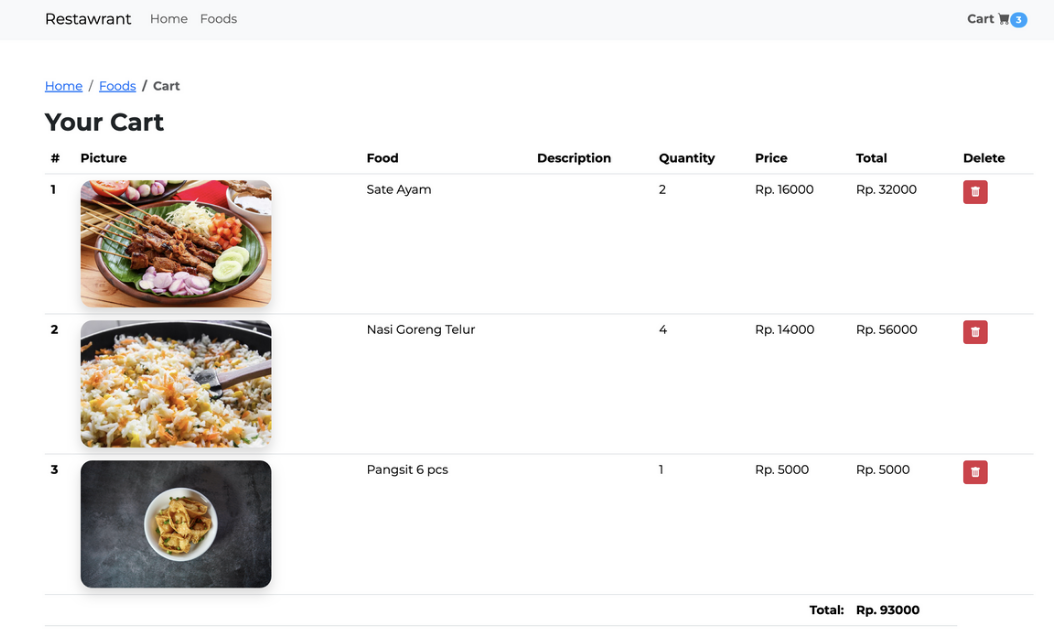 Restawrant Home Foods Cart 3
Home / Foods / Cart
Your Cart
# Picture Food Description Quantity Price Total Delete
1 Sate Ayam 2 Rp. 16000 Rp. 32000
2 Nasi Goreng Telur 4 Rp. 14000 Rp. 56000
3 Pangsit 6 pcs 1 Rp. 5000 Rp. 5000
Total: Rp. 93000